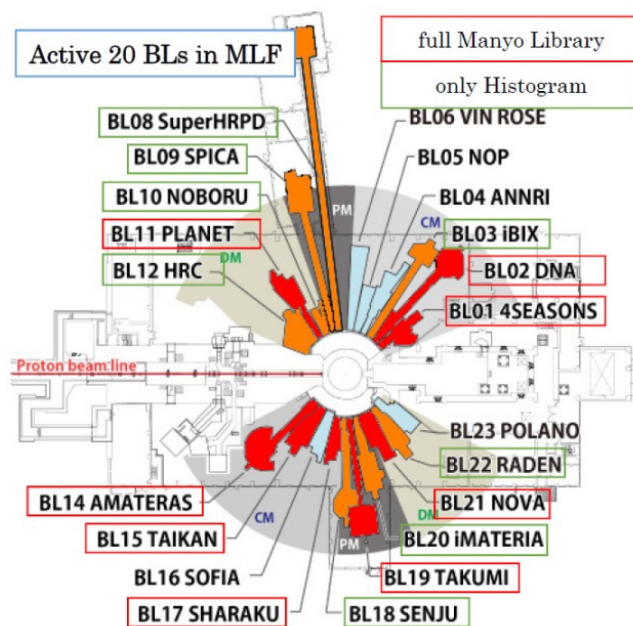 Active 20 BLs in MLF
full Manyo Library
only Histogram
BL06 VIN ROSE
BL08 SuperHRPD
BL05 NOP
BL09 SPICA
BL04 ANNRI
BL10 NOBORU
PM
CM
BL03 iBIX
BL11 PLANET
DM
BL02 DNA
BL12 HRC
BL01 4SEASONS
Proton beam line
BL23 POLANO
BL22 RADEN
BL14 AMATERAS
BL21 NOVA
CM
DM
BL15 TAIKAN
PM
BL20 iMATERIA
BL16 SOFIA
BL19 TAKUMI
BL17 SHARAKU
BL18 SENJU